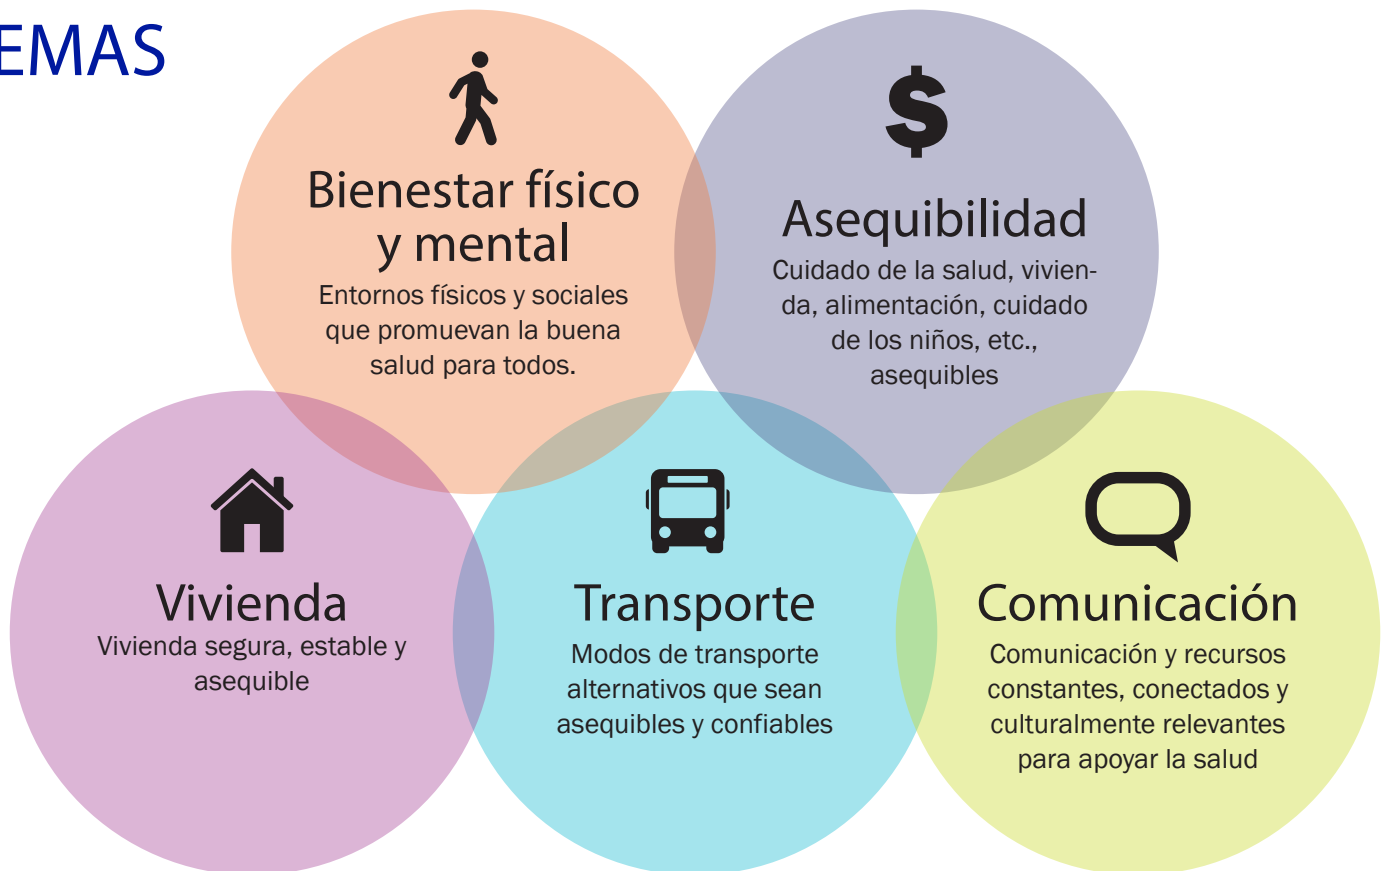 EMAS
Bienestar físico
y mental
Entornos físicos y sociales
que promuevan la buena
salud para todos.
$
Asequibilidad
Cuidado de la salud, vivien-
da, alimentación, cuidado
de los niños, etc.,
asequibles
Vivienda
Vivienda segura, estable y
asequible
Transporte
Modos de transporte
alternativos que sean
asequibles y confiables
Comunicación
Comunicación y recursos
constantes, conectados y
culturalmente relevantes
para apoyar la salud